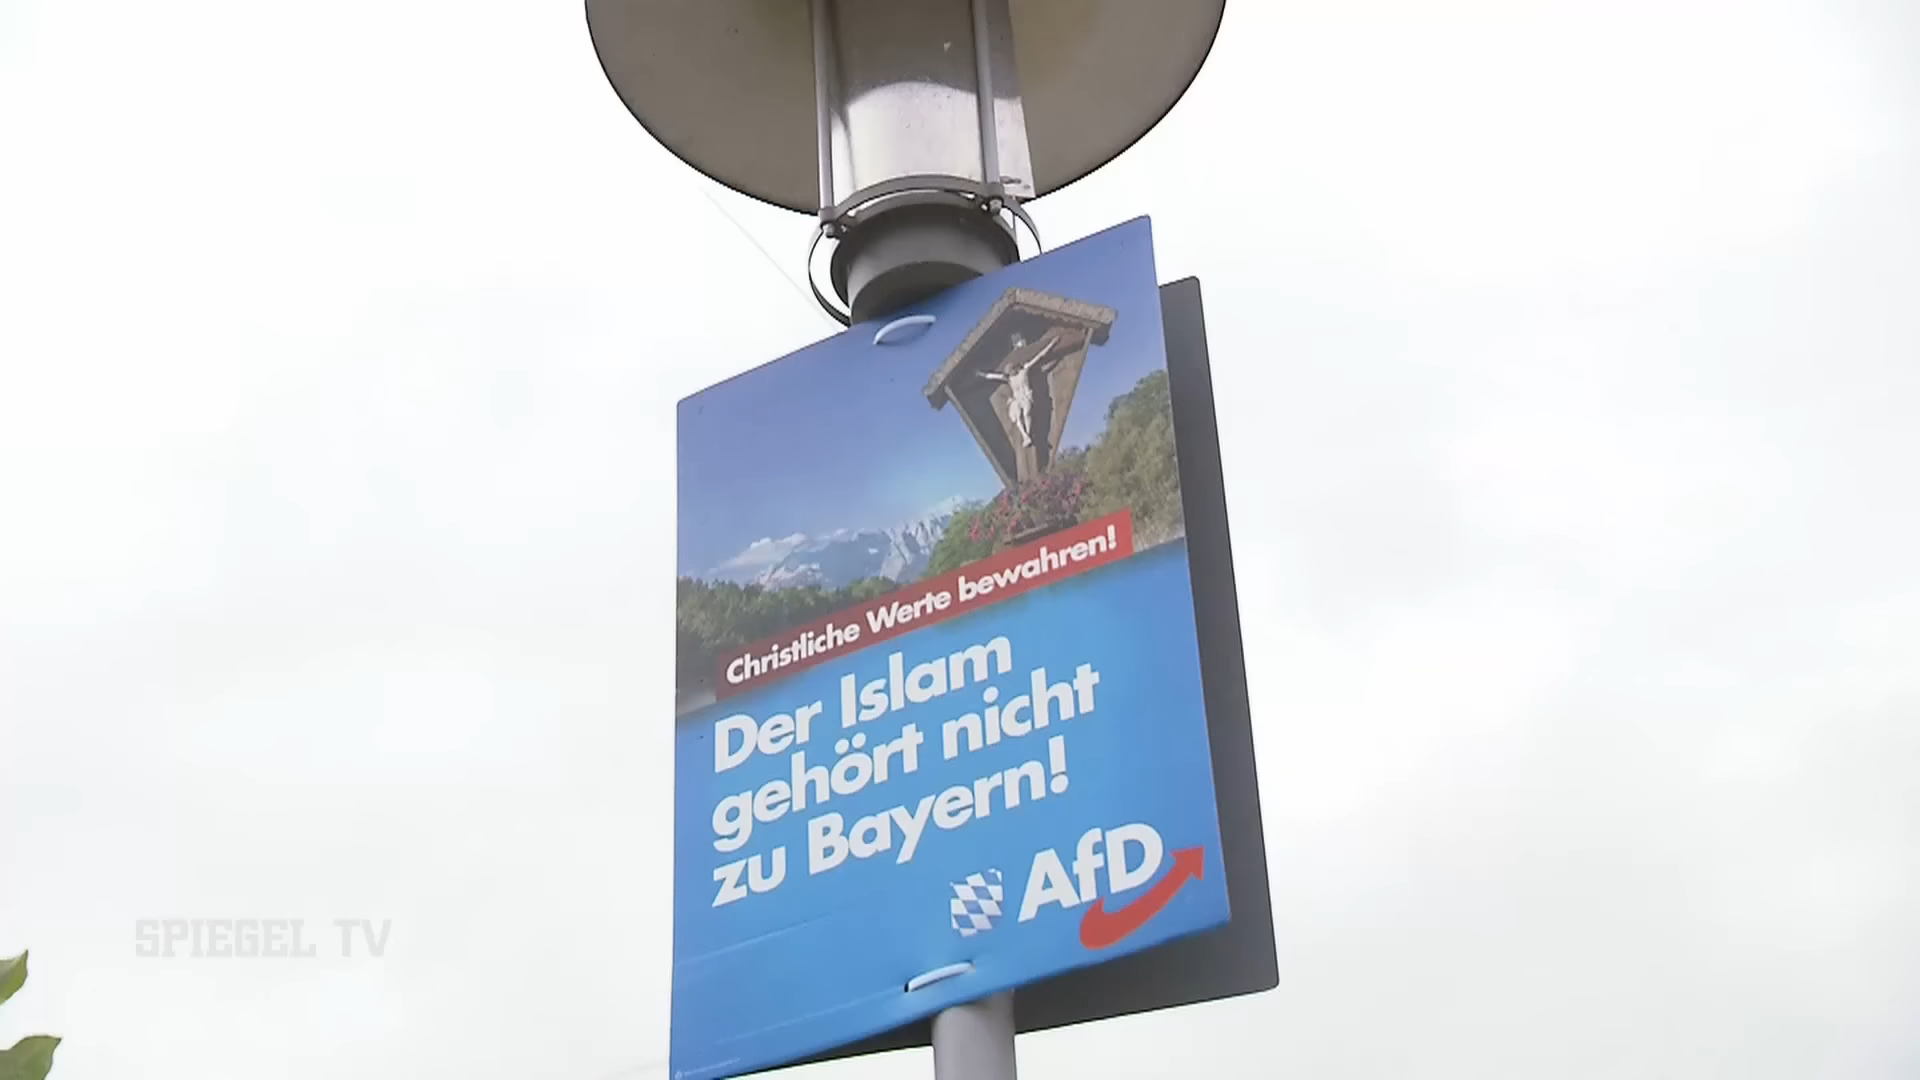 Christliche Werte bewahren!
Der Islam
gehört nicht
zu Bayern!
AfD
SPIEGEL TV